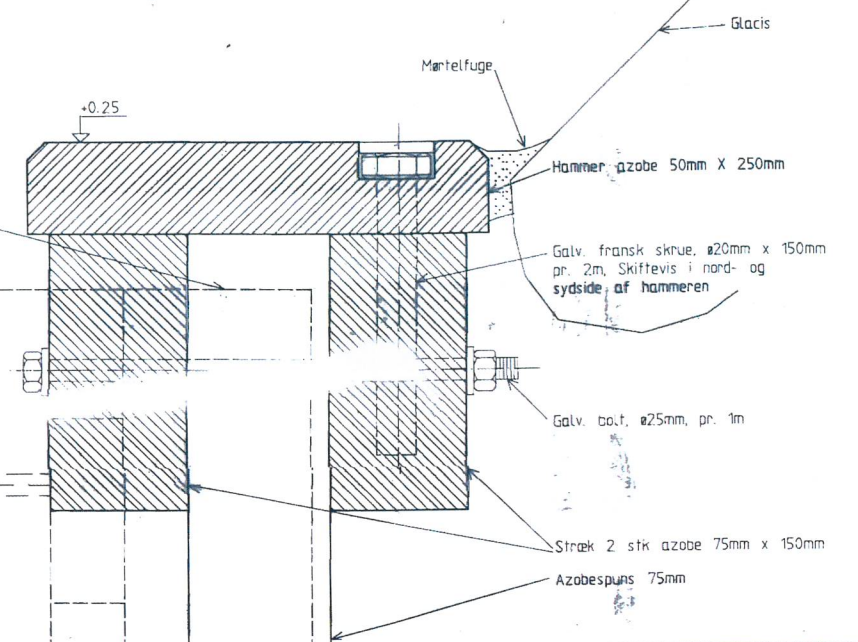 Glacis
Mørtelfuge
+0.25
Hammer azobe 50mm X 250mm
Galv. fransk skrue, ø20mm x 150mm
pr. 2m, Skiftevis i nord- og
sydside af hammeren
Galv. bolt, ø25mm, pr. 1m
Stræk 2 stk azobe 75mm x 150mm
Azobespuns 75mm